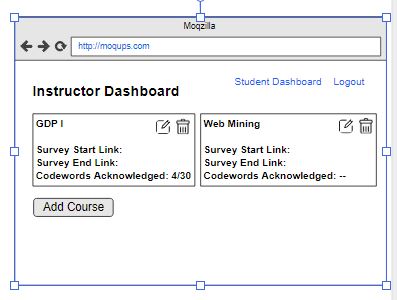 Moqzilla
http://moqups.com
Student Dashboard Logout
Instructor Dashboard
GDP I
Survey Start Link:
Survey End Link:
Codewords Acknowledged: 4/30
Web Mining
Survey Start Link:
Survey End Link:
Codewords Acknowledged: --
Add Course